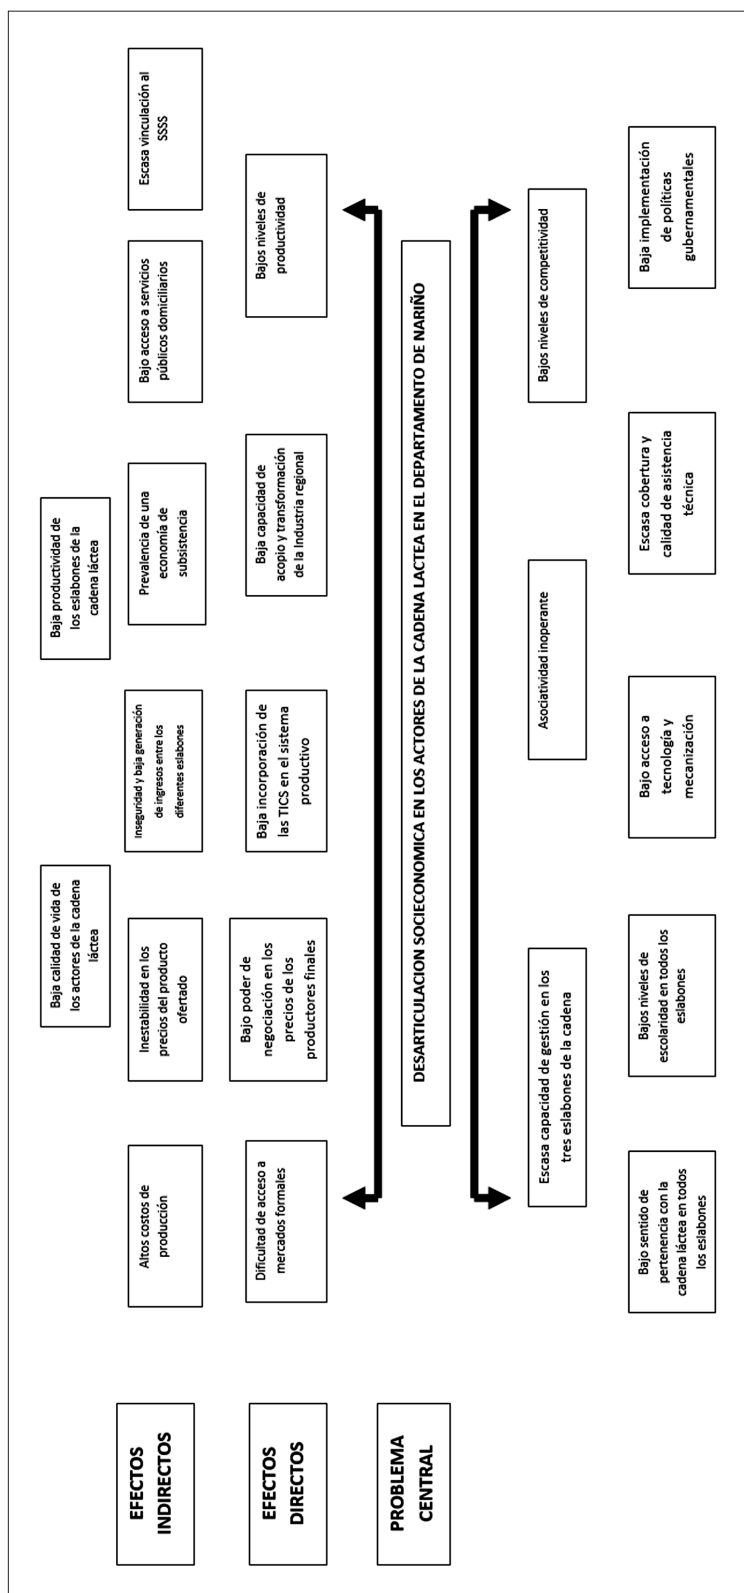 Baja calidad de vida de
los actores de la cadena
láctea
Baja productividad de
los eslabones de la
cadena láctea
EFECTOS
INDIRECTOS
Altos costos de
producción
Inestabilidad en los
precios del producto
ofertado
Inseguridad y baja generación
de ingresos entre los
diferentes eslabones
Prevalencia de una
economía de
subsistencia
Bajo acceso a servicios
públicos domiciliarios
Escasa vinculación al
SSSS
EFECTOS
DIRECTOS
Dificultad de acceso a
mercados formales
Bajo poder de
negociación en los
precios de los
productores finales
Baja incorporación de
las TICS en el sistema
productivo
Baja capacidad de
acopio y transformación
de la Industria regional
Bajos niveles de
productividad
PROBLEMA
CENTRAL
DESARTICULACION SOCIECONOMICA EN LOS ACTORES DE LA CADENA LACTEA EN EL DEPARTAMENTO DE NARIÑO
Escasa capacidad de gestión en los
tres eslabones de la cadena
Asociatividad inoperante
Bajos niveles de competitividad
Bajo sentido de
pertenencia con la
cadena láctea en todos
los eslabones
Bajos niveles de
escolaridad en todos los
eslabones
Bajo acceso a
tecnología y
mecanización
Escasa cobertura y
calidad de asistencia
técnica
Baja implementación
de políticas
gubernamentales